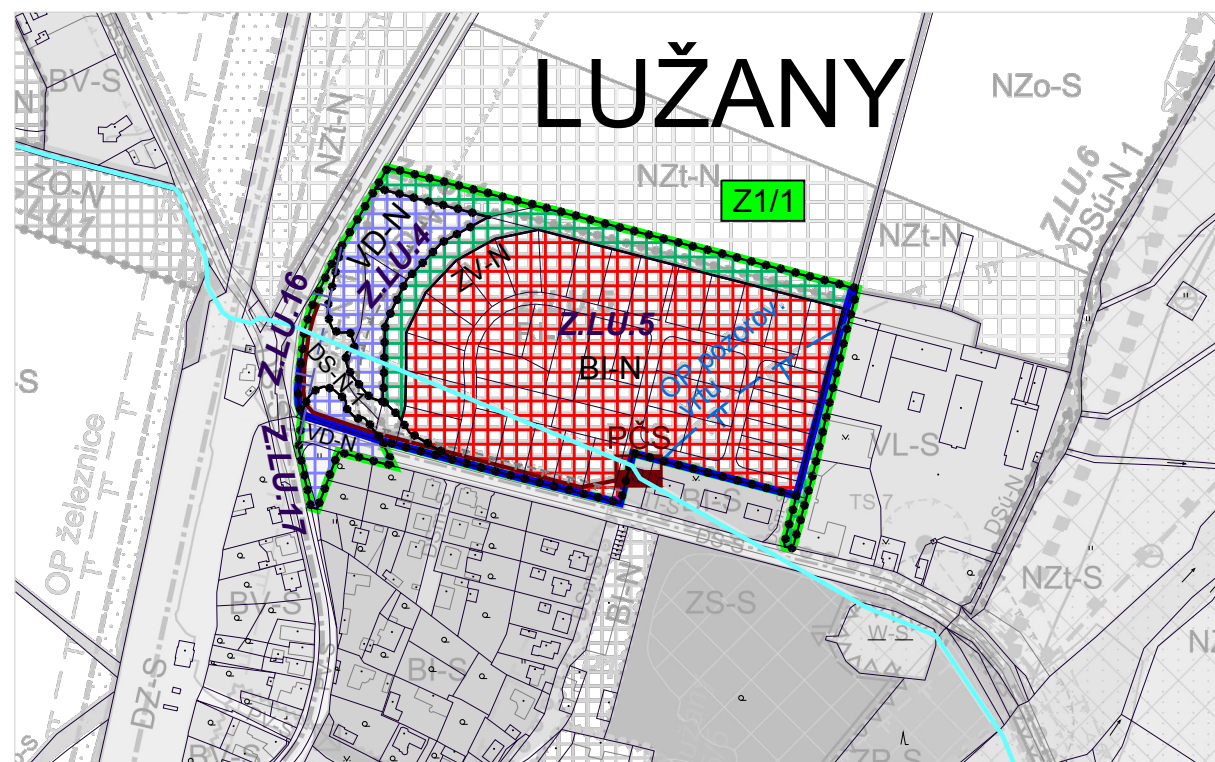 LUŽANY
BV-S
NZo-S
NZt-N
NZt-N
Z1/1
Z.LU.6
DSú-N 1
ZO-W
NZt-N
VD-N
Z.LU.4
ZV-N
Z.LU.5
BI-N
OP pozorov.
vrtu
Z.LU.16
DS-N 1
-S
VD-N
PČS
VL-S
BI-S
TS 7
DSú-N
Z.LU.17
DS-S
OP železnice
NZt-S
BV-S
BI-N
ZS-S
W-S
BI-S
DZ-S
BV-S
ZP-S